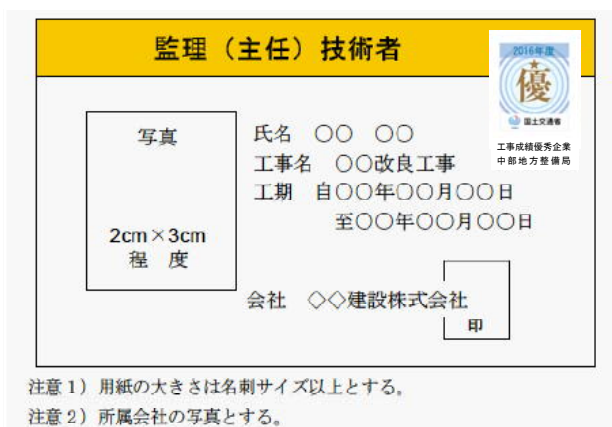 監理（主任）技術者
2016年度
優
国土交通省
工事成績優秀企業
中部地方整備局
写真
2cm×3cm
程　度
氏名　○○　○○
工事名　○○改良工事
工期　自○○年○○月○○日
至○○年○○月○○日
会社　◇◇建設株式会社
印
注意１）用紙の大きさは名刺サイズ以上とする。
注意２）所属会社の写真とする。